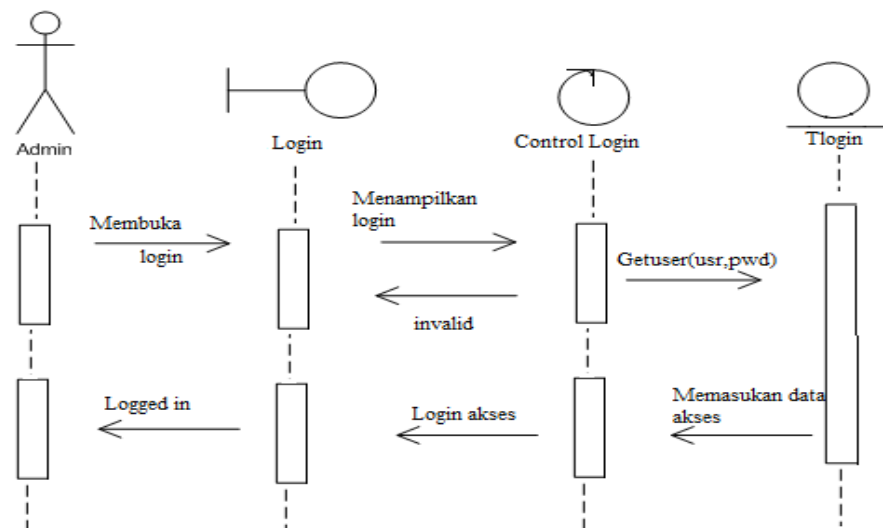 Admin
Login
Control Login
Tlogin
Membuka
login
Menampilkan
login
Getuser(usr,pwd)
invalid
Logged in
Login akses
Memasukan data
akses